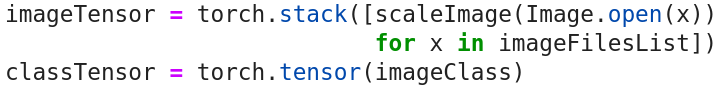 imageTensor = torch.stack([scaleImage(Image.open(x))
for x in imageFilesList])
classTensor = torch.tensor(imageClass)